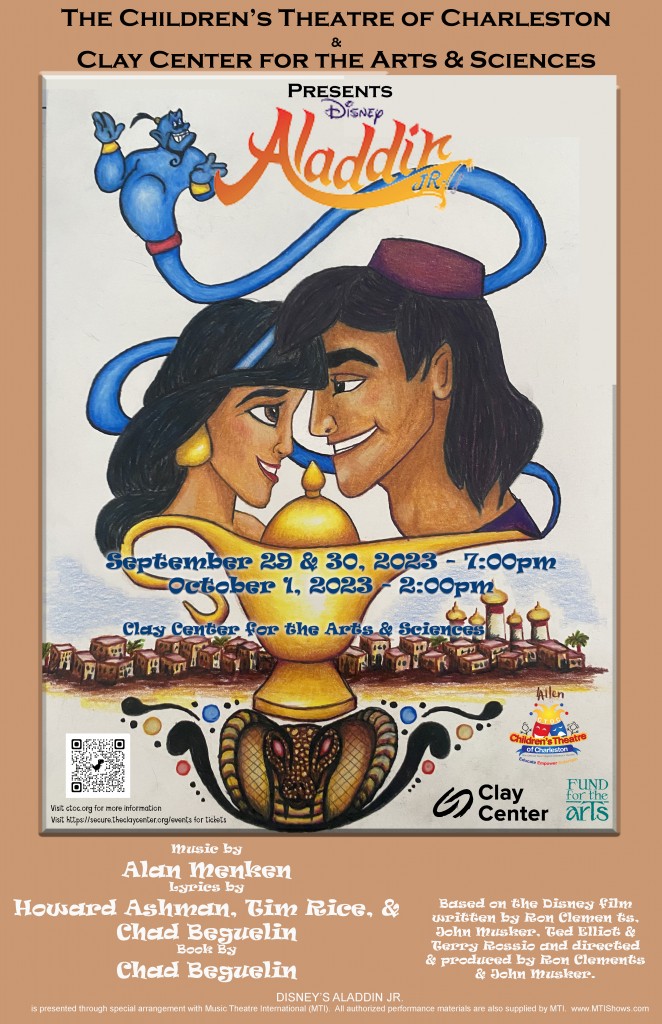 The Children's Theatre of Charleston
&
Clay Center for the Arts & Sciences
Presents
Disney
Aladdin
JR.
September 29 & 30, 2023 - 7:00pm
October 1, 2023 - 2:00pm
Clay Center for the Arts & Sciences
Allen
Children's Theatre
of Charleston
Educate Empower
Clay
Center
FUND
for the
arts
Visit ctoc.org for more information
Visit https://secure.theclaycenter.org/events for tickets
Music by
Alan Menken
Lyrics by
Howard Ashman, Tim Rice, &
Chad Beguelin
Book By
Chad Beguelin
Based on the Disney film
written by Ron Clemen ts,
John Musker, Ted Elliot &
Terry Rossio and directed
& produced by Ron Clements
& John Musker.
DISNEY'S ALADDIN JR.
is presented through special arrangement with Music Theatre International (MTI). All authorized performance materials are also supplied by MTI. www.MTIShows.com